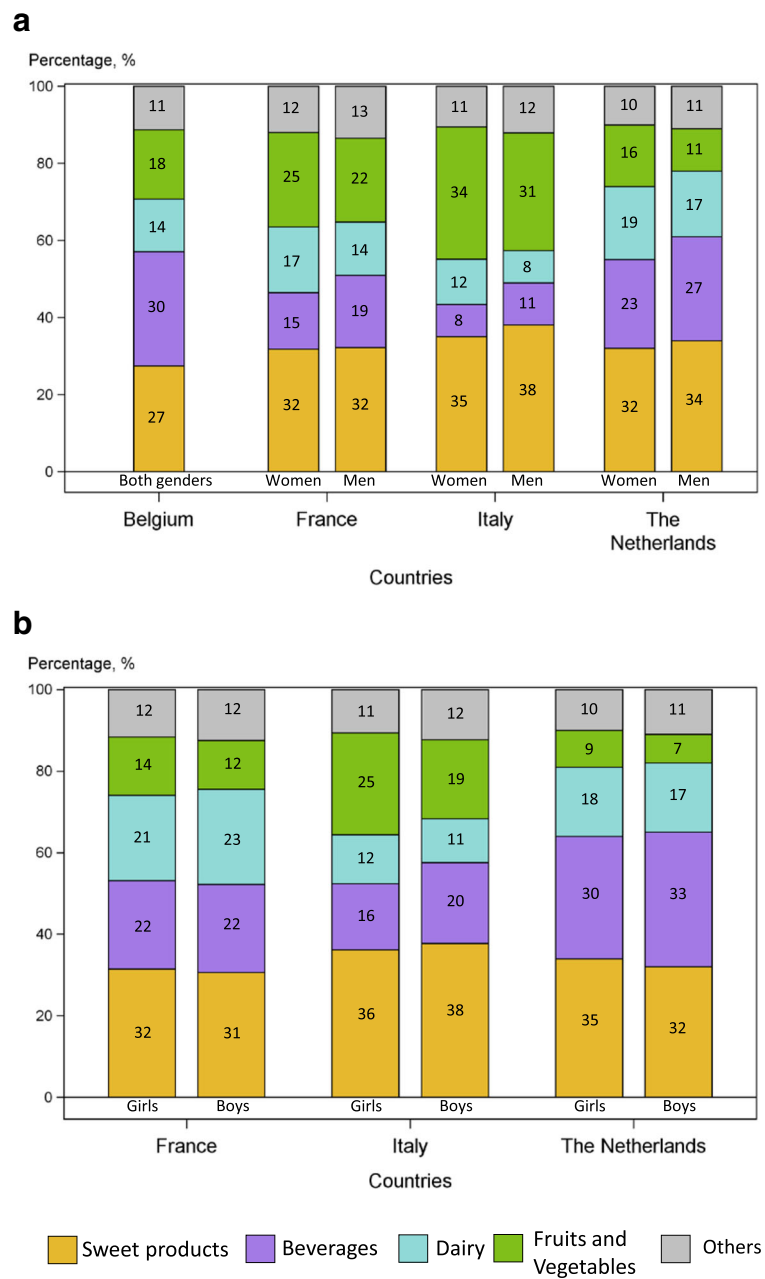 a
Percentage, %
100
80
60
40
20
0
11 12 13 11 12 10 11
18 25 22 34 31 16 11
14 17 14 12 8 19 17
30 15 19 8 11 23 27
27 32 32 35 38 32 34
Both genders Women Men Women Men Women Men
Belgium France Italy The
Netherlands
Countries
b
Percentage, %
100
80
60
40
20
0
12 12 11 12 10 11
14 12 25 19 9 7
21 23 12 11 18 17
22 22 16 20 30 33
32 31 36 38 35 32
Girls Boys Girls Boys Girls Boys
France Italy The Netherlands
Countries
Sweet products Beverages Dairy Fruits and
Vegetables Others